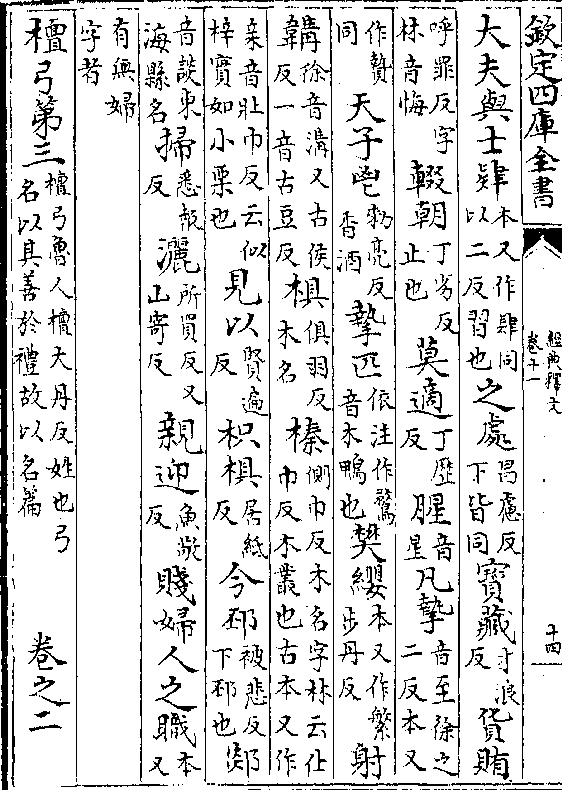 欽定四庫全書 經典釋文 卷十一 十四
大夫與士肄本又作肆同以二反習也之處昌慮反下皆同寶藏才浪反貨賄
呼罪反字林音悔輟朝丁劣反止也莫適丁歷反腥音星凡摯音至徐之二反本又
作贄同天子鬯勑亮反香酒摯匹依注作鶩音木鴨也樊纓本又作繁步丹反射
韝徐音溝又古侯反一音古豆反椇俱羽反木名榛側巾反木名字林云仕巾反木叢也古本又作
亲音壯巾反云似梓實如小栗也見以賢遍反枳椇居紙反今邳被悲反下邳也郯
音談東海縣名掃悉報反灑所買反又山寄反親迎魚敬反賤婦人之職本又
有無婦字者
檀弓第三檀弓魯人檀大丹反姓也弓名以其善於禮故以名篇 卷之二